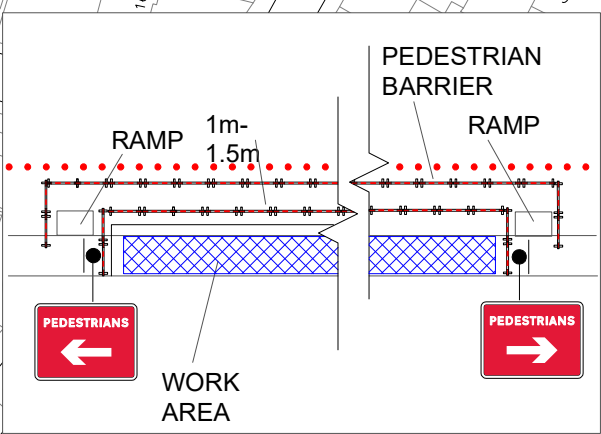 PEDESTRIAN
BARRIER
1m-
1.5m
RAMP
RAMP
PEDESTRIANS
PEDESTRIANS
WORK
AREA